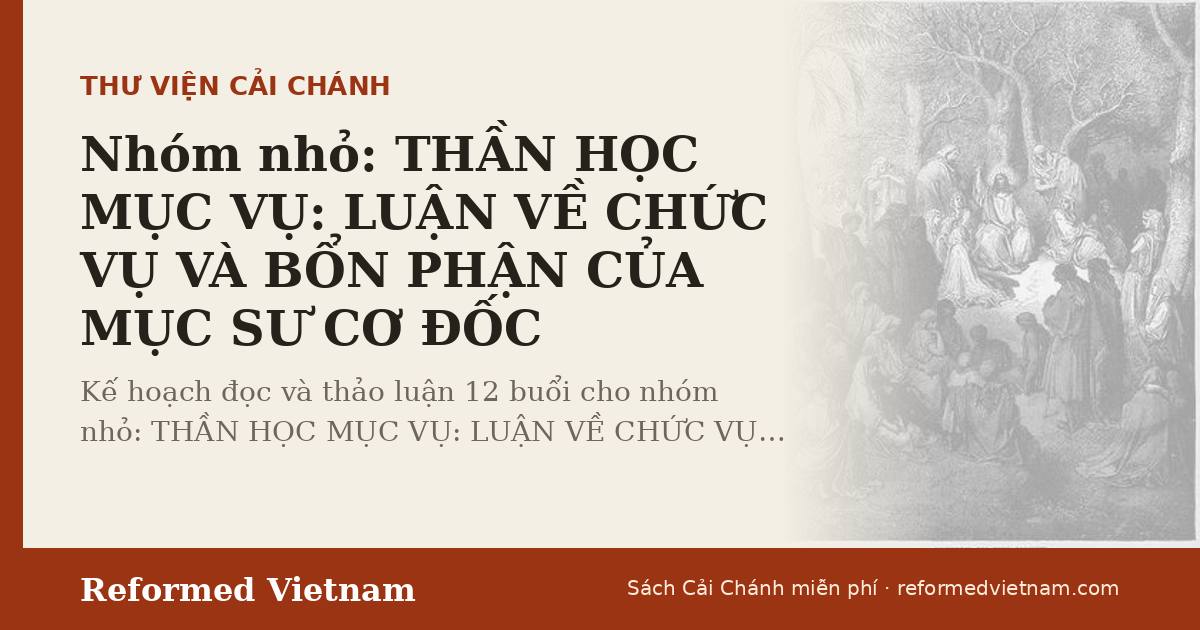 THƯ VIỆN CẢI CHÁNH
Nhóm nhỏ: THẦN HỌC
MỤC VỤ: LUẬN VỀ CHỨC
VỤ VÀ BỔN PHẬN CỦA
MỤC SƯ CƠ ĐỐC
Kế hoạch đọc và thảo luận 12 buổi cho nhóm
nhỏ: THẦN HỌC MỤC VỤ: LUẬN VỀ CHỨC VỤ…
Reformed Vietnam
Sách Cải Chánh miễn phí · reformedvietnam.com